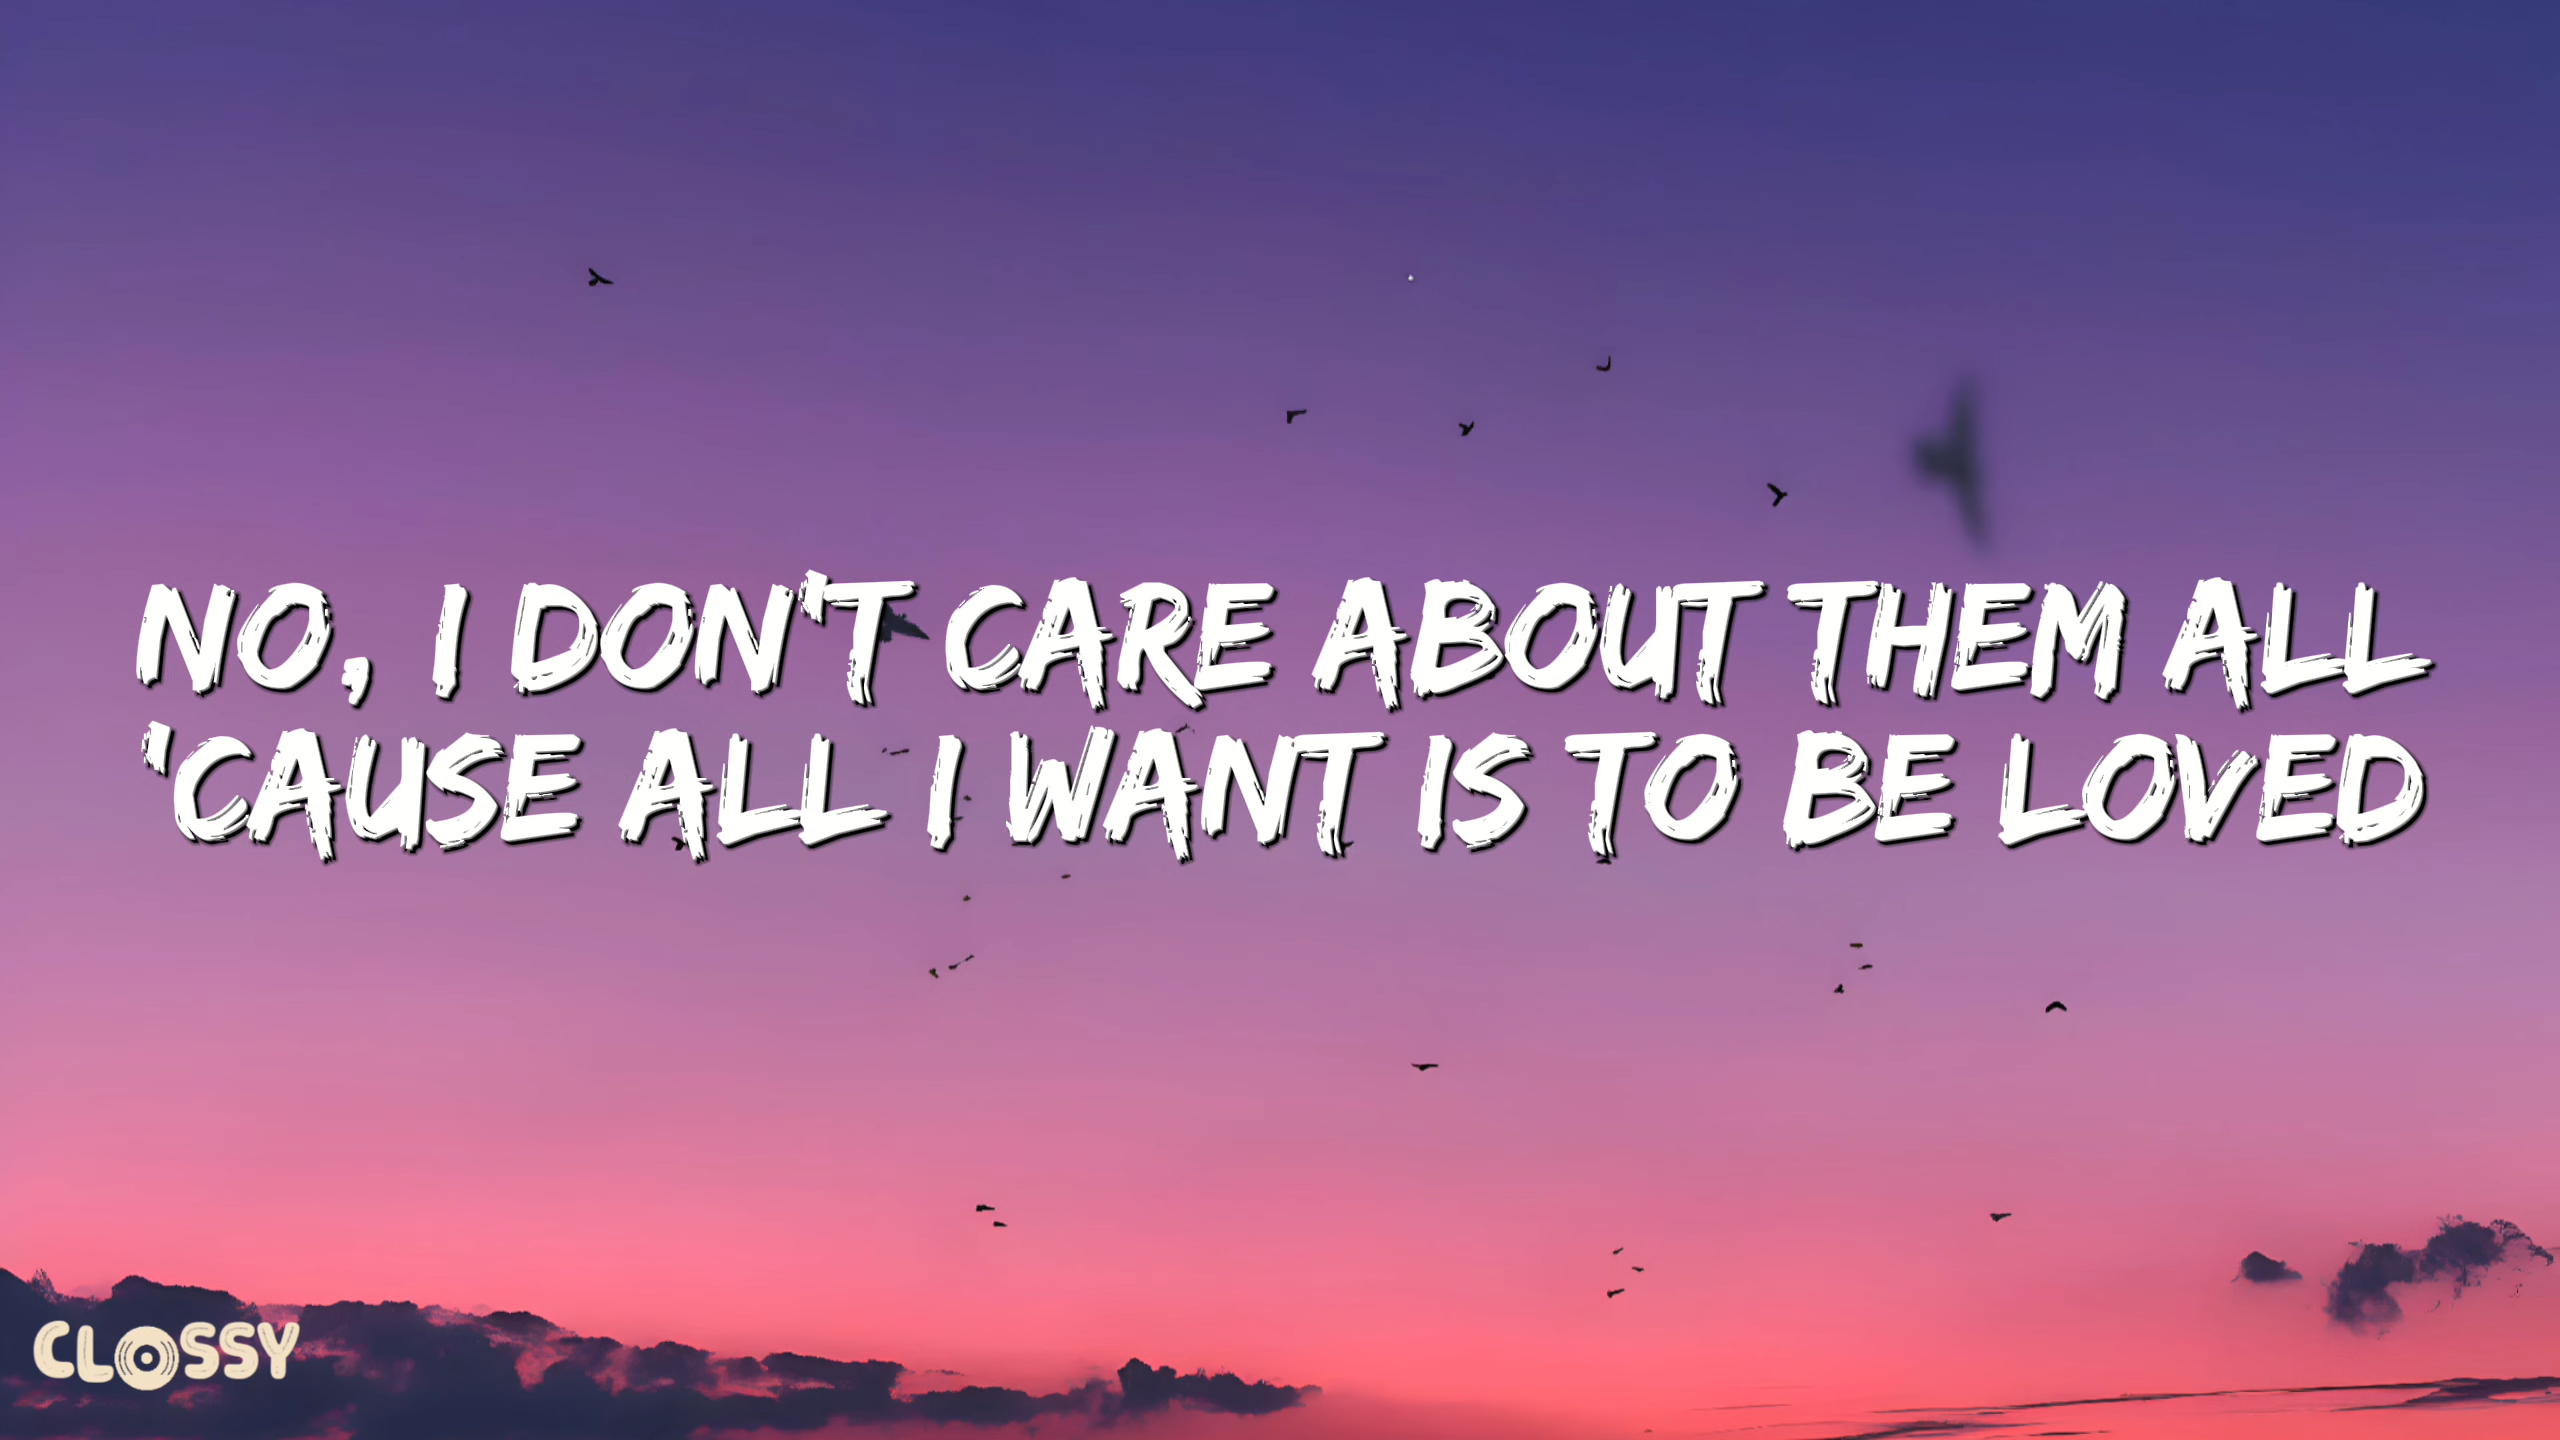 NO, I DON'T CARE ABOUT THEM ALL
'CAUSE ALL I WANT IS TO BE LOVED
CLOSSY